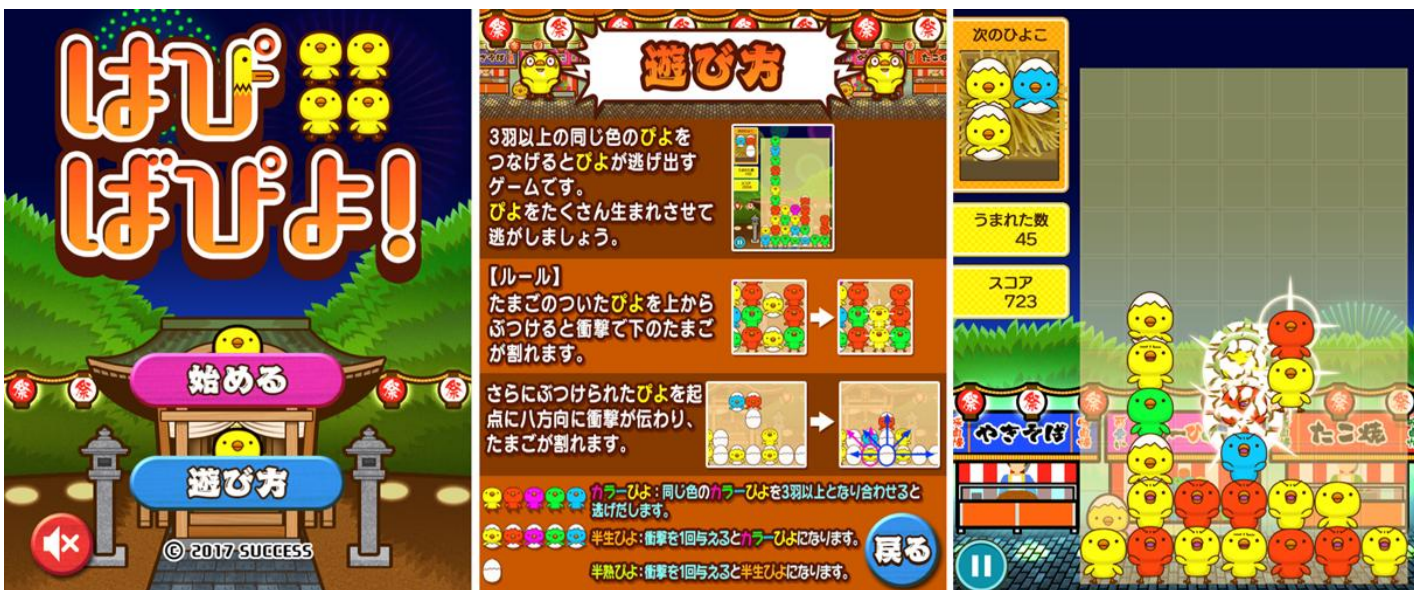 はぴ
ばぴよ!
始める
遊び方
祭
祭
祭
祭
© 2017 SUCCESS
祭
祭
祭
祭
遊び方
3羽以上の同じ色のぴよを
つなげるとぴよが逃げ出す
ゲームです。
ぴよをたくさん生まれさせて
逃がしましょう。
【ルール】
たまごのついたぴよを上から
ぶつけると衝撃で下のたまご
が割れます。
さらにぶつけられたぴよを起
点に八方向に衝撃が伝わり、
たまごが割れます。
カラーぴよ:同じ色のカラーぴよを3羽以上となり合わせると
逃げだします。
半生ぴよ:衝撃を1回与えるとカラーぴよになります。
半熟ぴよ:衝撃を1回与えると半生ぴよになります。
戻る
次のひよこ
うまれた数
45
スコア
723
祭
祭
祭
祭
やきそば
たこ焼